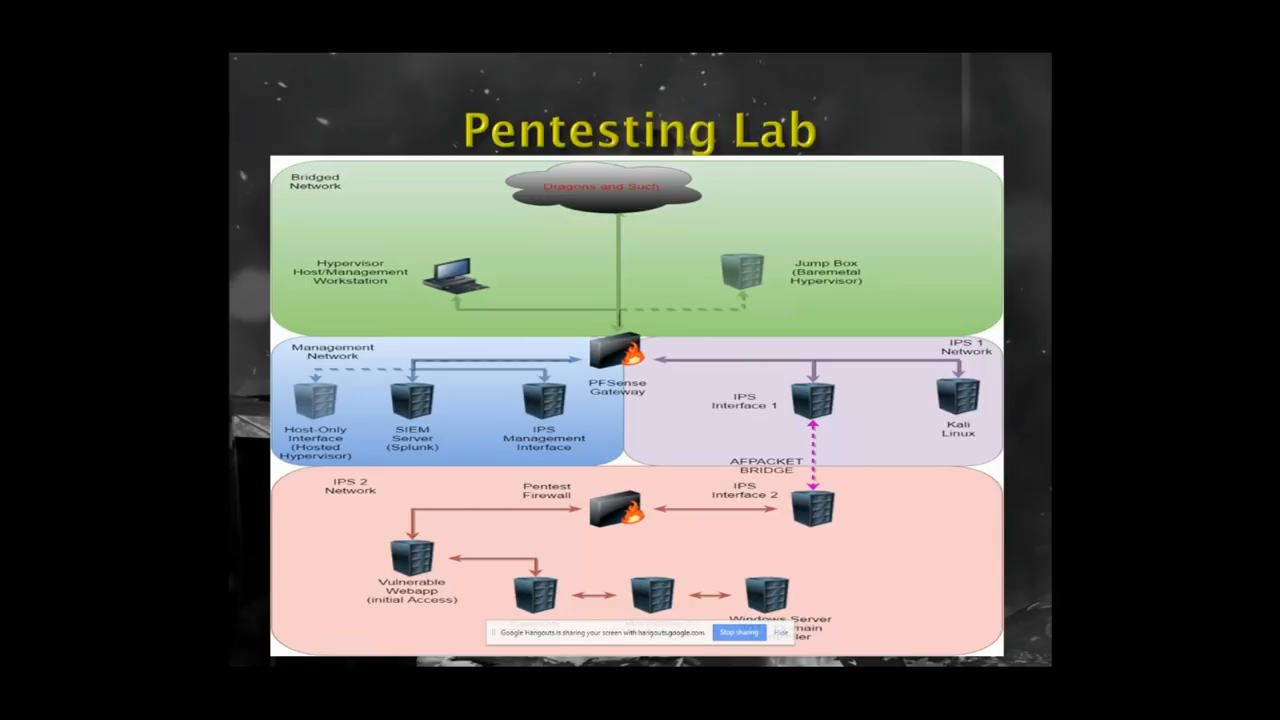 Pentesting Lab
Bridged
Network
Dragons and Such
Hypervisor
Host/Management
Workstation
Jump Box
(Baremetal
Hypervisor)
Management
Network
PFSense
Gateway
IPS 1
Network
Host-Only
Interface
(Hosted
Hypervisor)
SIEM
Server
(Splunk)
IPS
Management
Interface
IPS
Interface 1
Kali
Linux
AFPACKET
BRIDGE
IPS 2
Network
Pentest
Firewall
IPS
Interface 2
Vulnerable
Webapp
(initial Access)
Windows Server
Google Hangouts is sharing your screen with hangouts.google.com.
Stop sharing
Hide